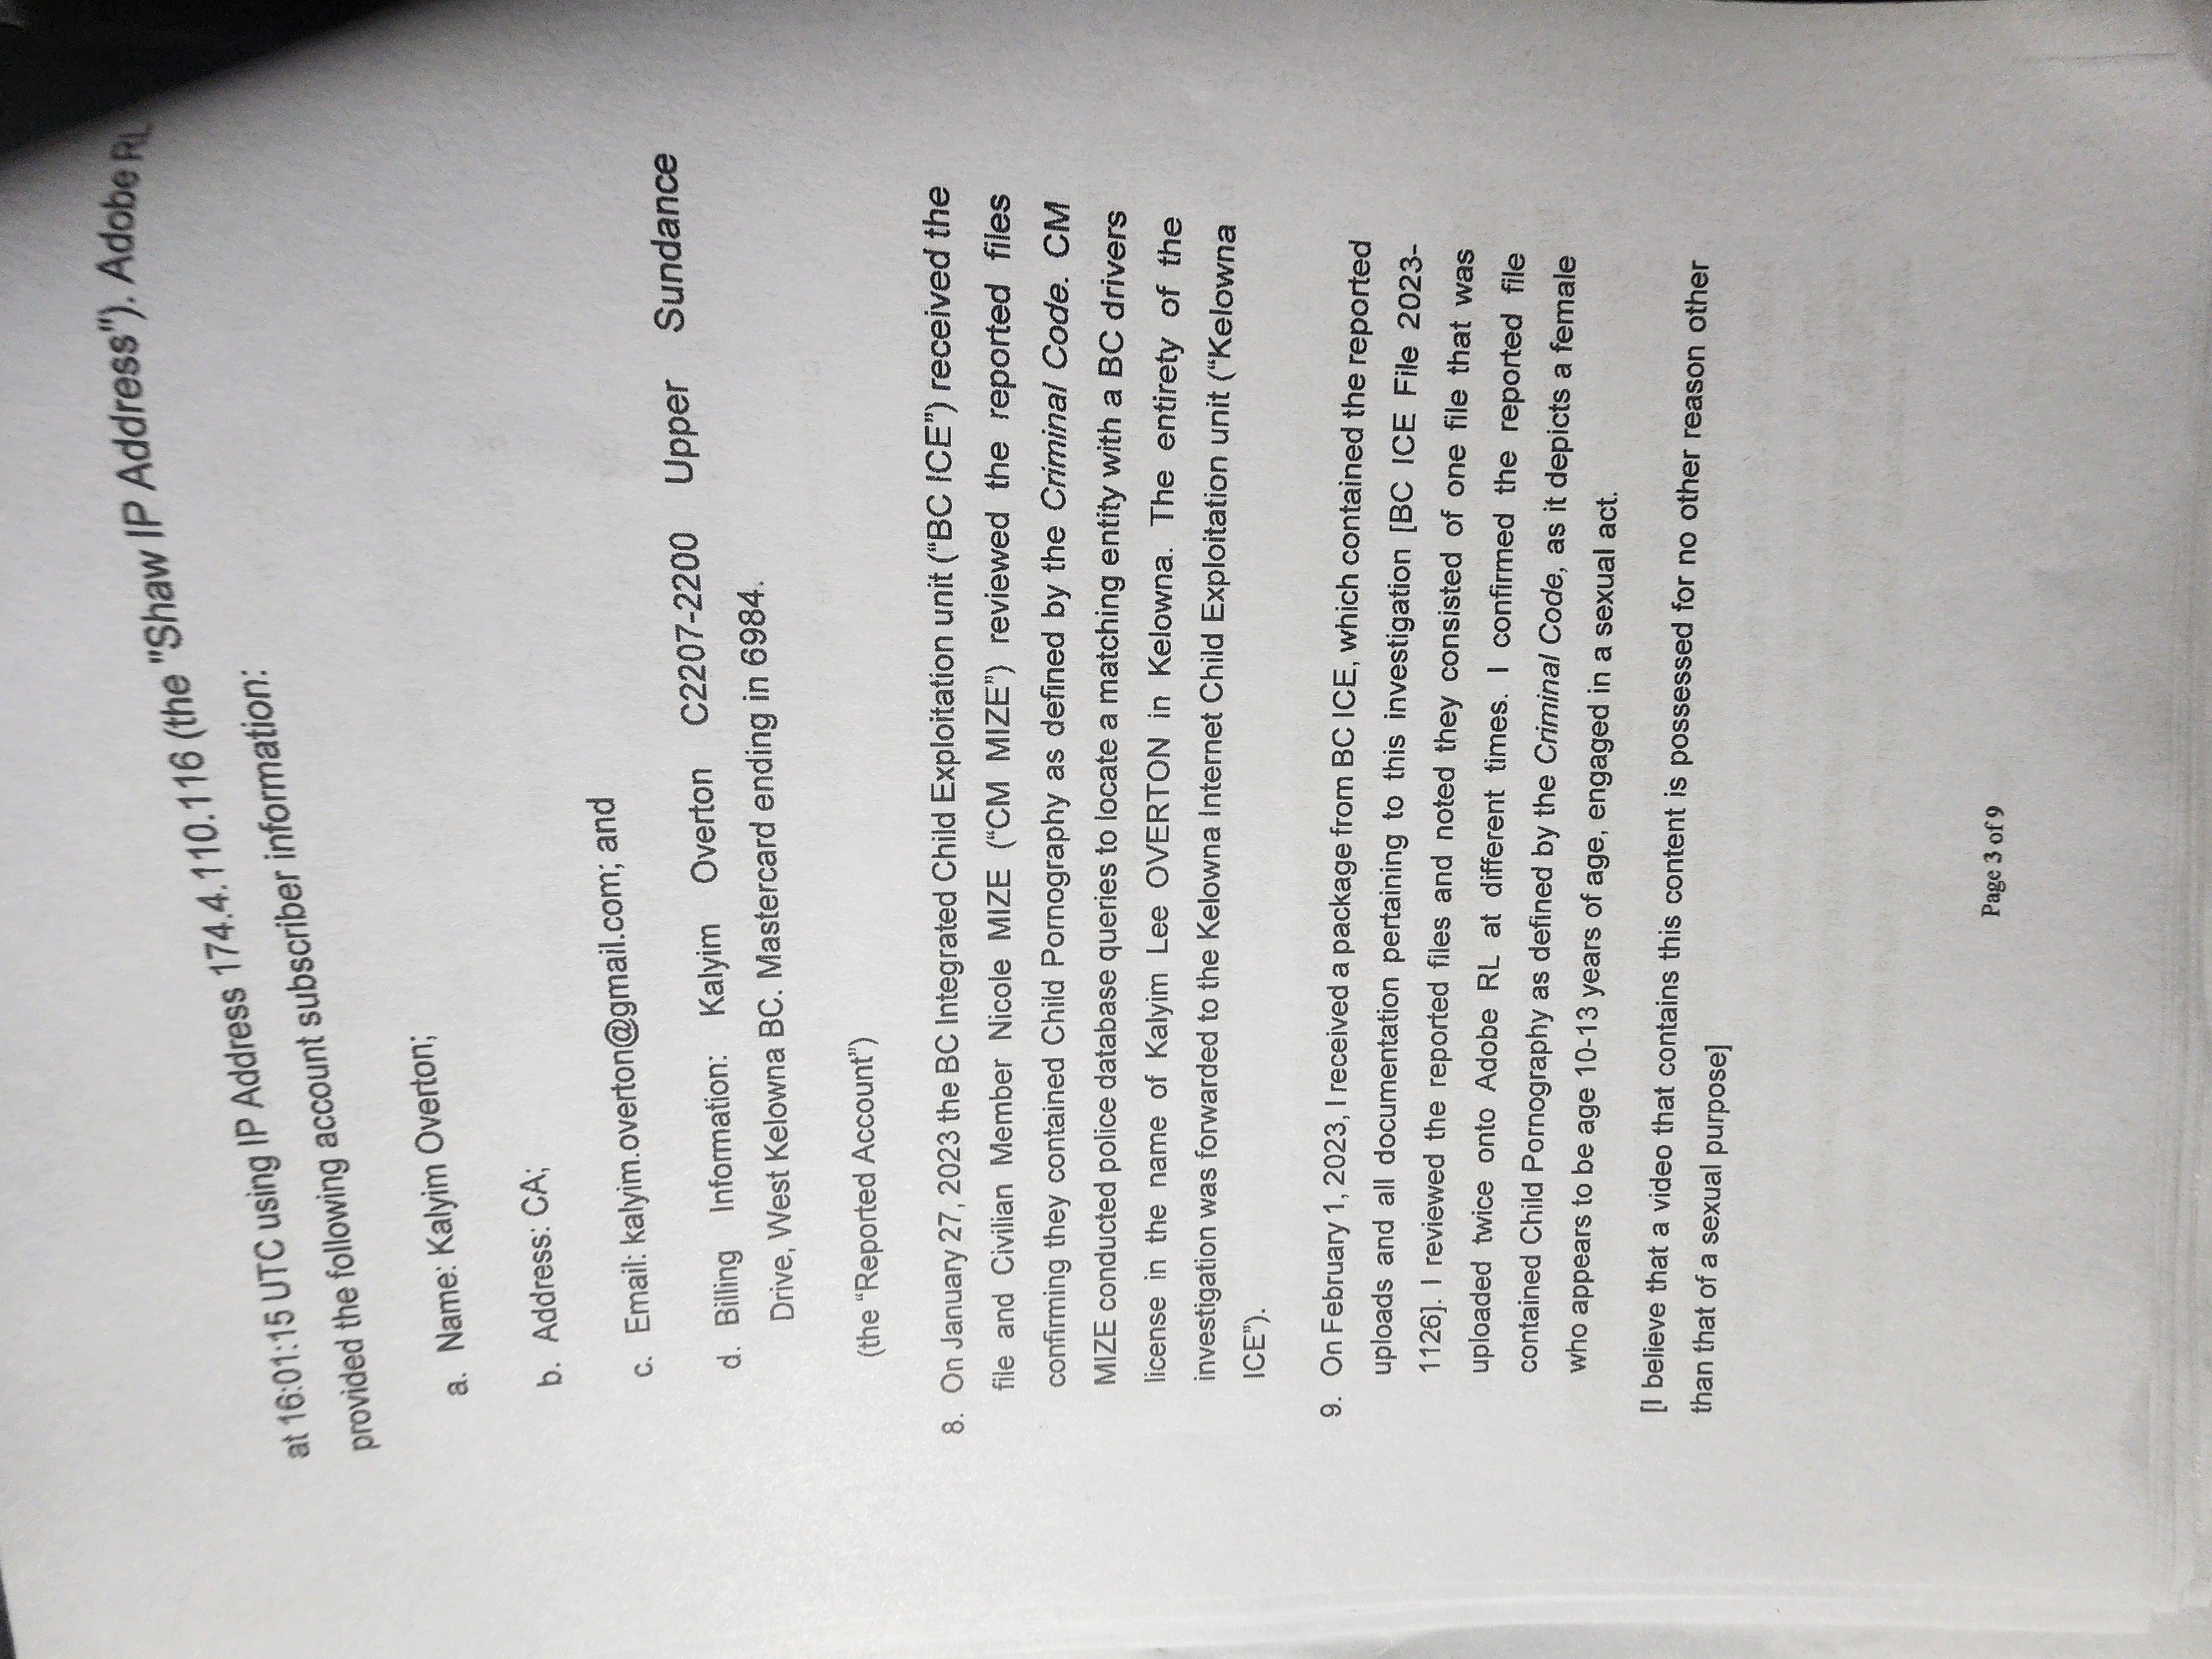 at 16:01:15 UTC using IP Address 174.4.110.116 (the "Shaw IP Address"). Adobe RL
provided the following account subscriber information:
a. Name: Kalyim Overton;
b. Address: CA;
c. Email: kalyim.overton@gmail.com; and
d. Billing Information: Kalyim Overton C2207-2200 Upper Sundance
Drive, West Kelowna BC. Mastercard ending in 6984.
(the “Reported Account”)
8. On January 27, 2023 the BC Integrated Child Exploitation unit (“BC ICE”) received the
file and Civilian Member Nicole MIZE (“CM MIZE”) reviewed the reported files
confirming they contained Child Pornography as defined by the Criminal Code. CM
MIZE conducted police database queries to locate a matching entity with a BC drivers
license in the name of Kalyim Lee OVERTON in Kelowna. The entirety of the
investigation was forwarded to the Kelowna Internet Child Exploitation unit (“Kelowna
ICE”).
9. On February 1, 2023, I received a package from BC ICE, which contained the reported
uploads and all documentation pertaining to this investigation [BC ICE File 2023-
1126]. I reviewed the reported files and noted they consisted of one file that was
uploaded twice onto Adobe RL at different times. I confirmed the reported file
contained Child Pornography as defined by the Criminal Code, as it depicts a female
who appears to be age 10-13 years of age, engaged in a sexual act.
[I believe that a video that contains this content is possessed for no other reason other
than that of a sexual purpose]
Page 3 of 9